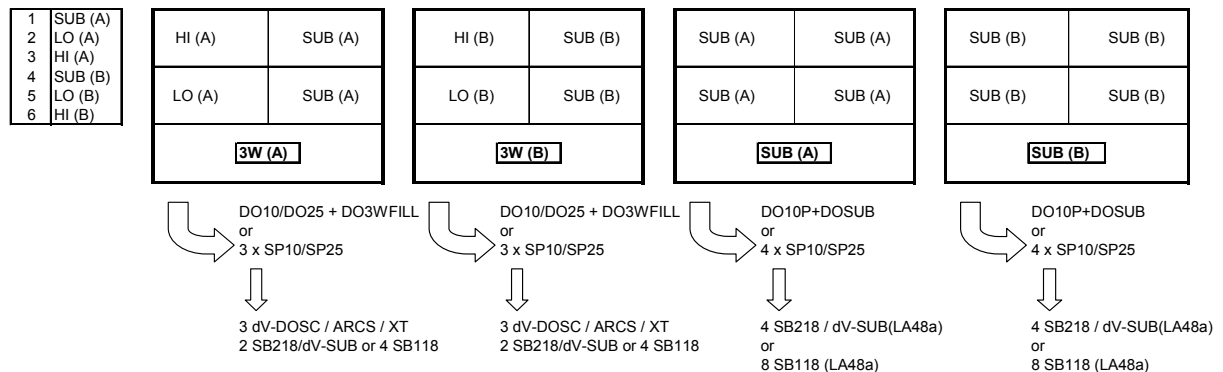 1 SUB (A)
2 LO (A)
3 HI (A)
4 SUB (B)
5 LO (B)
6 HI (B)
HI (A) SUB (A)
LO (A) SUB (A)
3W (A)
DO10/DO25 + DO3WFILL
or
3 x SP10/SP25
3 dV-DOSC / ARCS / XT
2 SB218/dV-SUB or 4 SB118
HI (B) SUB (B)
LO (B) SUB (B)
3W (B)
DO10/DO25 + DO3WFILL
or
3 x SP10/SP25
3 dV-DOSC / ARCS / XT
2 SB218/dV-SUB or 4 SB118
SUB (A) SUB (A)
SUB (A) SUB (A)
SUB (A)
DO10P+DOSUB
or
4 x SP10/SP25
4 SB218 / dV-SUB(LA48a)
or
8 SB118 (LA48a)
SUB (B) SUB (B)
SUB (B) SUB (B)
SUB (B)
DO10P+DOSUB
or
4 x SP10/SP25
4 SB218 / dV-SUB(LA48a)
or
8 SB118 (LA48a)